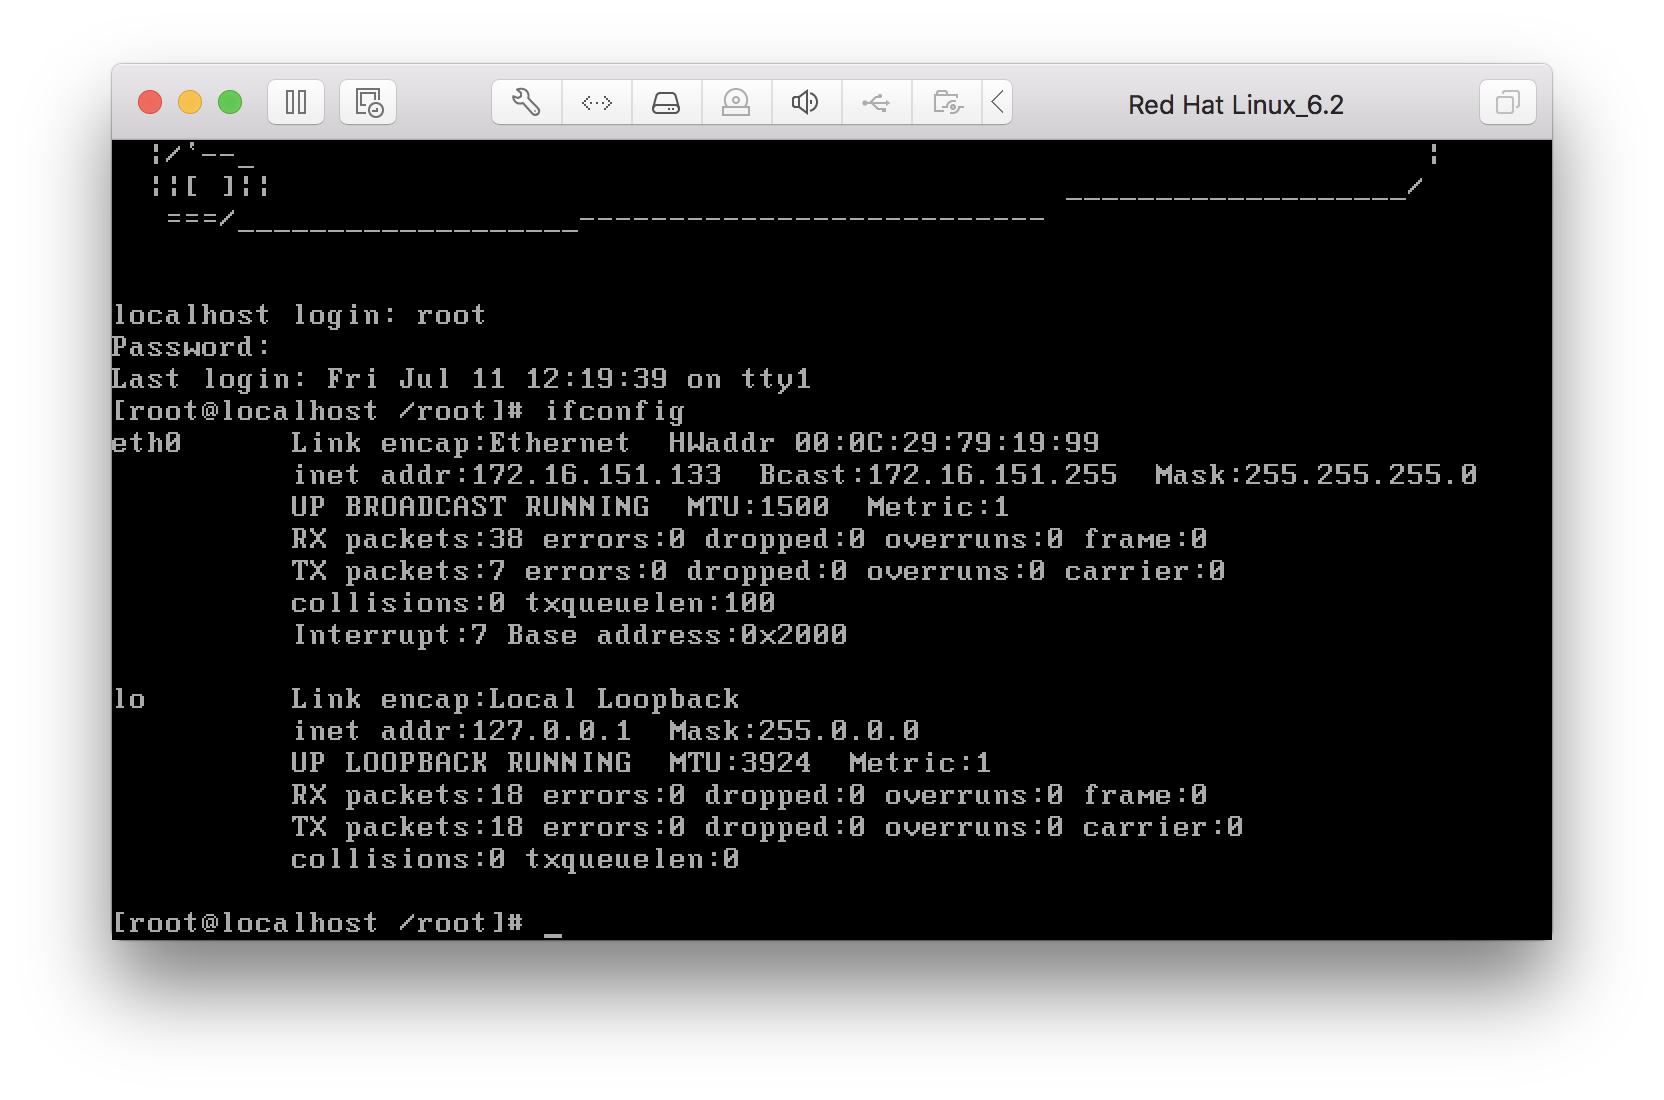 Red Hat Linux_6.2
¦/'--_ ¦
¦¦[ ]¦¦ ___________________/
===/___________________--------------------------
localhost login: root
Password:
Last login: Fri Jul 11 12:19:39 on tty1
[root@localhost /root]# ifconfig
eth0      Link encap:Ethernet  HWaddr 00:0C:29:79:19:99
          inet addr:172.16.151.133  Bcast:172.16.151.255  Mask:255.255.255.0
          UP BROADCAST RUNNING  MTU:1500  Metric:1
          RX packets:38 errors:0 dropped:0 overruns:0 frame:0
          TX packets:7 errors:0 dropped:0 overruns:0 carrier:0
          collisions:0 txqueuelen:100
          Interrupt:7 Base address:0x2000
lo        Link encap:Local Loopback
          inet addr:127.0.0.1  Mask:255.0.0.0
          UP LOOPBACK RUNNING  MTU:3924  Metric:1
          RX packets:18 errors:0 dropped:0 overruns:0 frame:0
          TX packets:18 errors:0 dropped:0 overruns:0 carrier:0
          collisions:0 txqueuelen:0
[root@localhost /root]# _